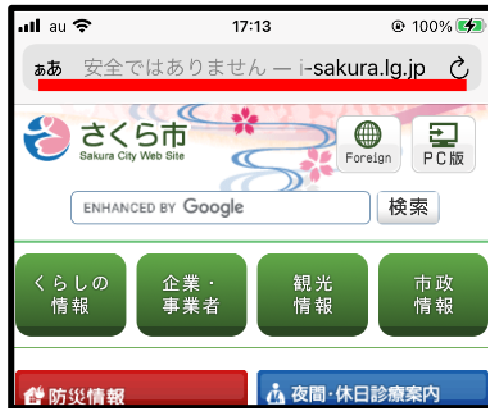 au 17:13 100%
ああ 安全ではありません — i-sakura.lg.jp
さくら市
Sakura City Web Site
Foreign
PC版
ENHANCED BY Google
検索
くらしの
情報
企業・
事業者
観光
情報
市政
情報
防災情報
夜間・休日診療案内